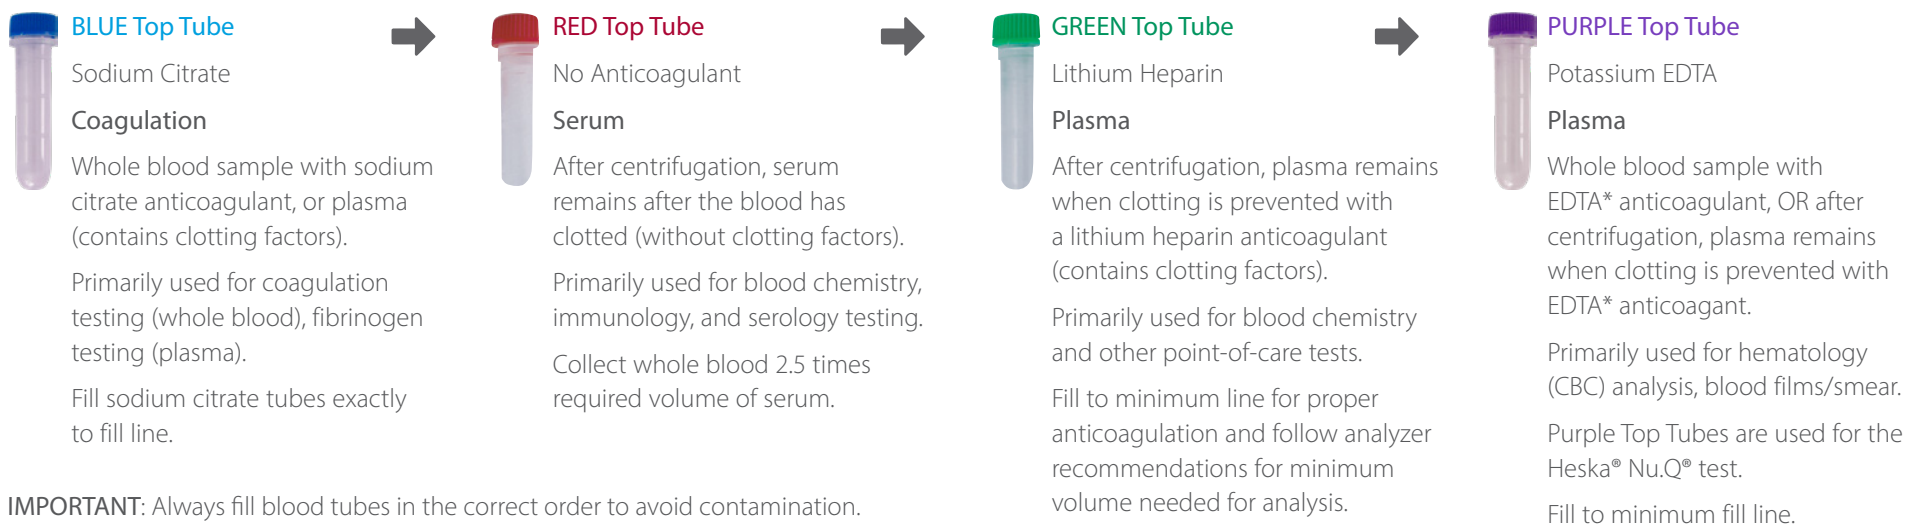 BLUE Top Tube
Sodium Citrate
Coagulation
Whole blood sample with sodium
citrate anticoagulant, or plasma
(contains clotting factors).
Primarily used for coagulation
testing (whole blood), fibrinogen
testing (plasma).
Fill sodium citrate tubes exactly
to fill line.
RED Top Tube
No Anticoagulant
Serum
After centrifugation, serum
remains after the blood has
clotted (without clotting factors).
Primarily used for blood chemistry,
immunology, and serology testing.
Collect whole blood 2.5 times
required volume of serum.
GREEN Top Tube
Lithium Heparin
Plasma
After centrifugation, plasma remains
when clotting is prevented with
a lithium heparin anticoagulant
(contains clotting factors).
Primarily used for blood chemistry
and other point-of-care tests.
Fill to minimum line for proper
anticoagulation and follow analyzer
recommendations for minimum
volume needed for analysis.
PURPLE Top Tube
Potassium EDTA
Plasma
Whole blood sample with
EDTA* anticoagulant, OR after
centrifugation, plasma remains
when clotting is prevented with
EDTA* anticoagant.
Primarily used for hematology
(CBC) analysis, blood films/smear.
Purple Top Tubes are used for the
Heska® Nu.Q® test.
Fill to minimum fill line.
IMPORTANT: Always fill blood tubes in the correct order to avoid contamination.